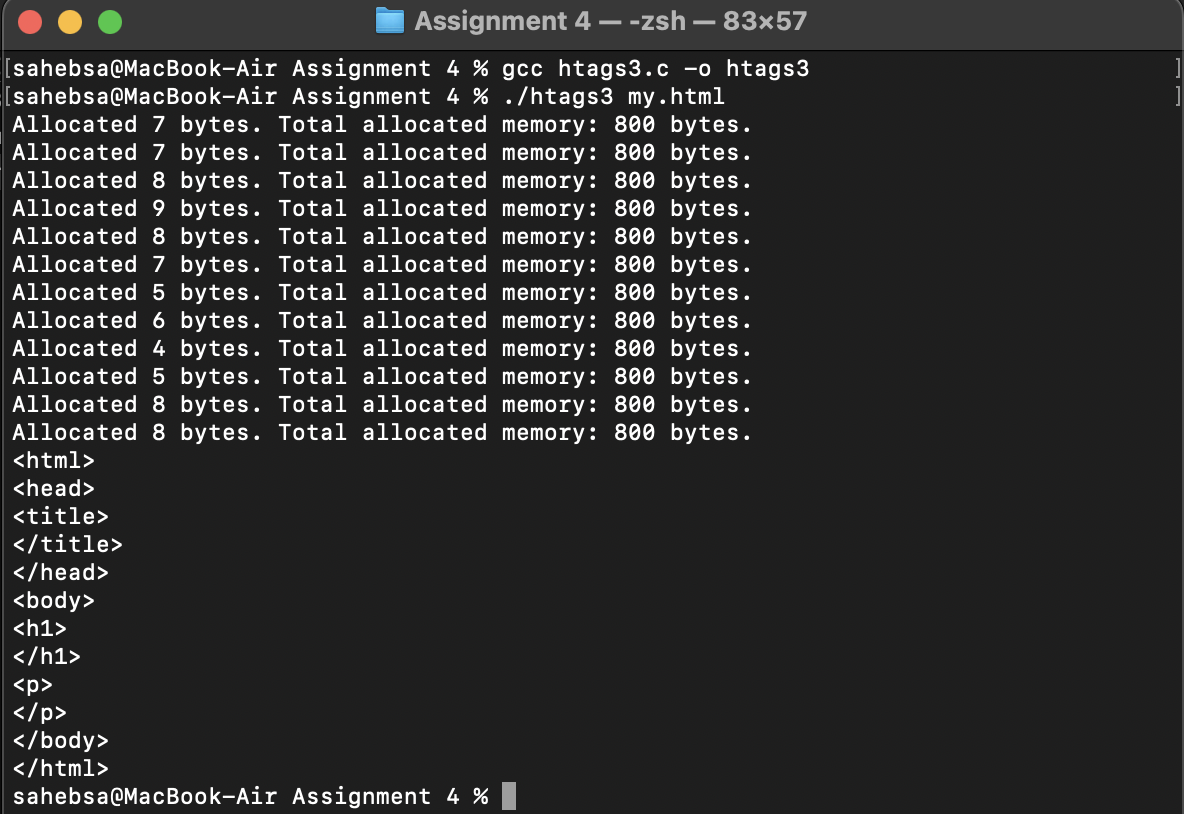 Assignment 4 — -zsh — 83×57
[sahebsa@MacBook-Air Assignment 4 % gcc htags3.c -o htags3 ]
[sahebsa@MacBook-Air Assignment 4 % ./htags3 my.html ]
Allocated 7 bytes. Total allocated memory: 800 bytes.
Allocated 7 bytes. Total allocated memory: 800 bytes.
Allocated 8 bytes. Total allocated memory: 800 bytes.
Allocated 9 bytes. Total allocated memory: 800 bytes.
Allocated 8 bytes. Total allocated memory: 800 bytes.
Allocated 7 bytes. Total allocated memory: 800 bytes.
Allocated 5 bytes. Total allocated memory: 800 bytes.
Allocated 6 bytes. Total allocated memory: 800 bytes.
Allocated 4 bytes. Total allocated memory: 800 bytes.
Allocated 5 bytes. Total allocated memory: 800 bytes.
Allocated 8 bytes. Total allocated memory: 800 bytes.
Allocated 8 bytes. Total allocated memory: 800 bytes.
<html>
<head>
<title>
</title>
</head>
<body>
<h1>
</h1>
<p>
</p>
</body>
</html>
sahebsa@MacBook-Air Assignment 4 %